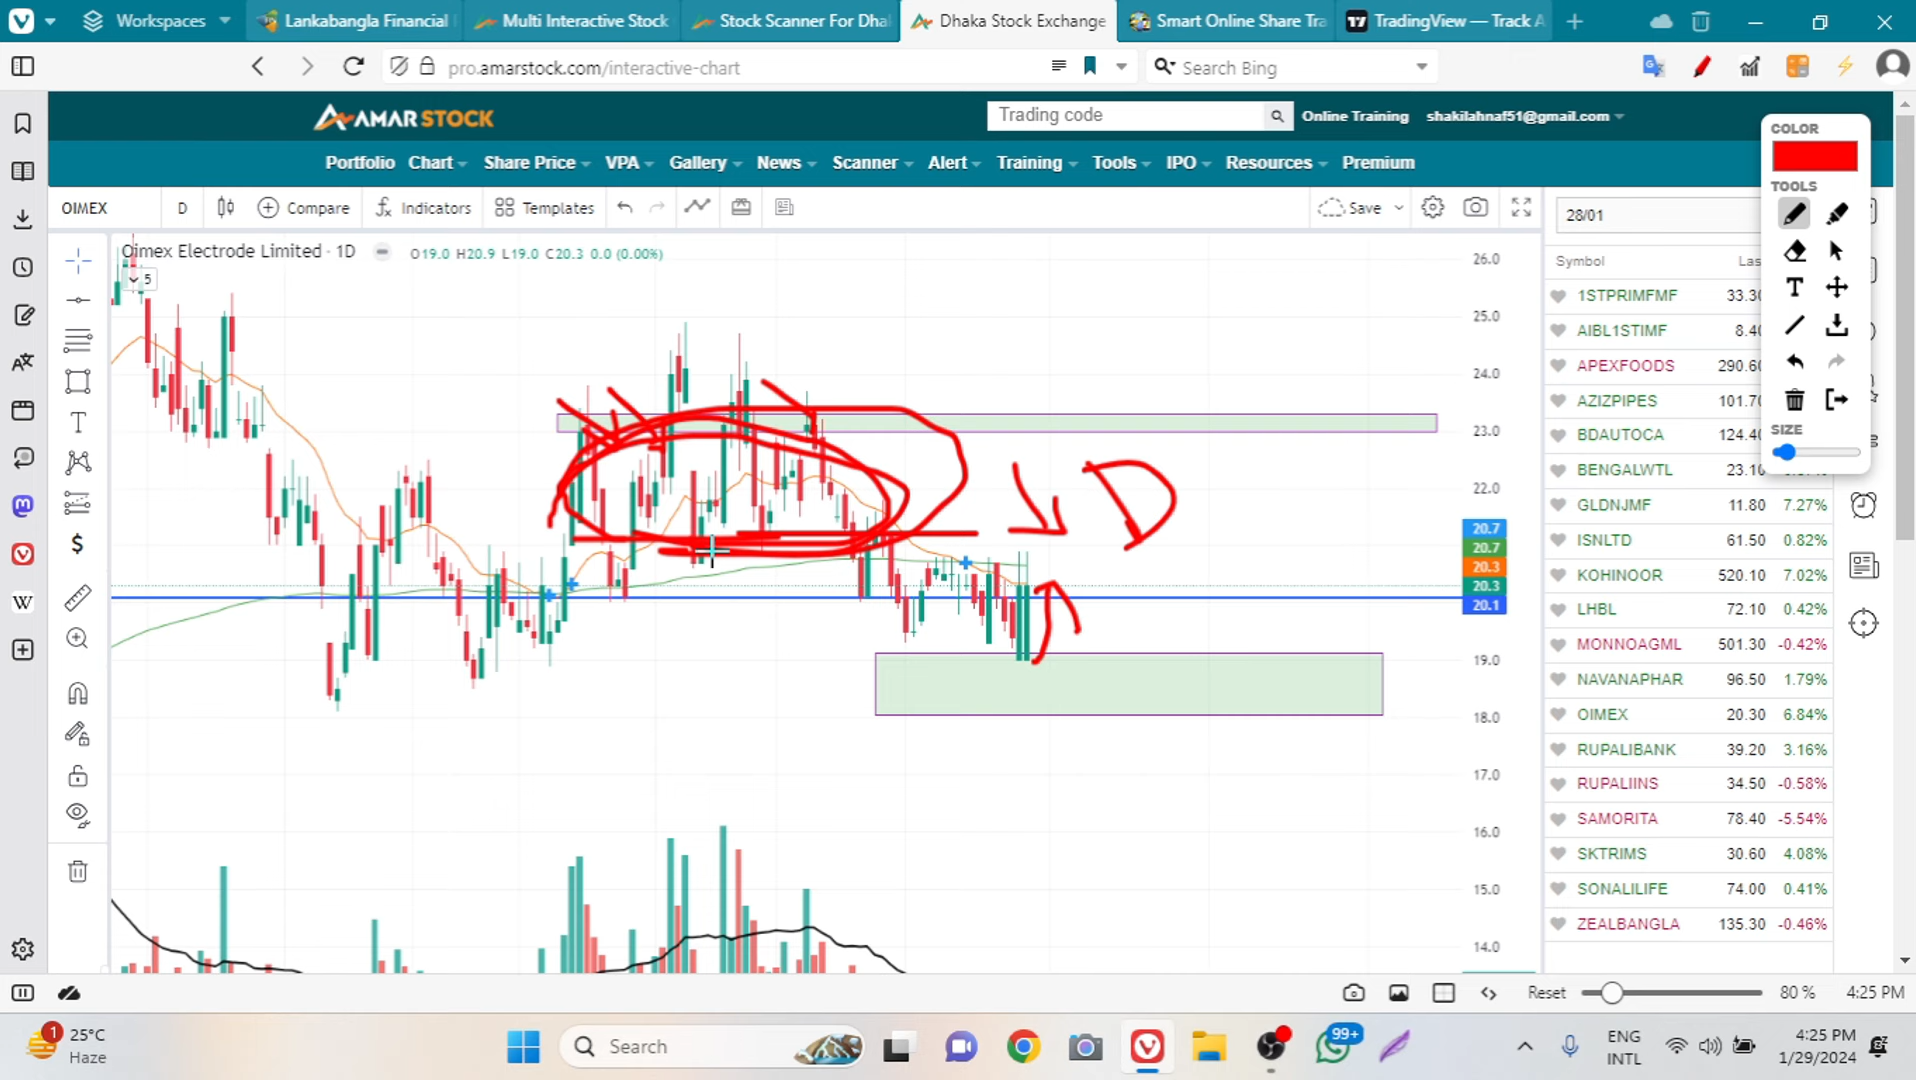 Workspaces
Lankabangla Financial
Multi Interactive Stock
Stock Scanner For Dha
Dhaka Stock Exchange
Smart Online Share Tra
TradingView — Track A
pro.amarstock.com/interactive-chart
Search Bing
AMAR STOCK
Trading code
Online Training
shakilahnaf51@gmail.com
Portfolio Chart Share Price VPA Gallery News Scanner Alert Training Tools IPO Resources Premium
OIMEX D Compare Indicators Templates Save
28/01
Oimex Electrode Limited · 1D
O19.0 H20.9 L19.0 C20.3 0.0 (0.00%)
5
26.0
25.0
24.0
23.0
22.0
20.7
20.7
20.3
20.3
20.1
19.0
18.0
17.0
16.0
15.0
14.0
D
Symbol Las
1STPRIMFMF 33.30
AIBL1STIMF 8.40
APEXFOODS 290.60
AZIZPIPES 101.70
BDAUTOCA 124.40
BENGALWTL 23.10
GLDNJMF 11.80 7.27%
ISNLTD 61.50 0.82%
KOHINOOR 520.10 7.02%
LHBL 72.10 0.42%
MONNOAGML 501.30 -0.42%
NAVANAPHAR 96.50 1.79%
OIMEX 20.30 6.84%
RUPALIBANK 39.20 3.16%
RUPALIINS 34.50 -0.58%
SAMORITA 78.40 -5.54%
SKTRIMS 30.60 4.08%
SONALILIFE 74.00 0.41%
ZEALBANGLA 135.30 -0.46%
COLOR
TOOLS
SIZE
Reset 80 % 4:25 PM
1
25°C
Haze
Search
99+
ENG
INTL
4:25 PM
1/29/2024